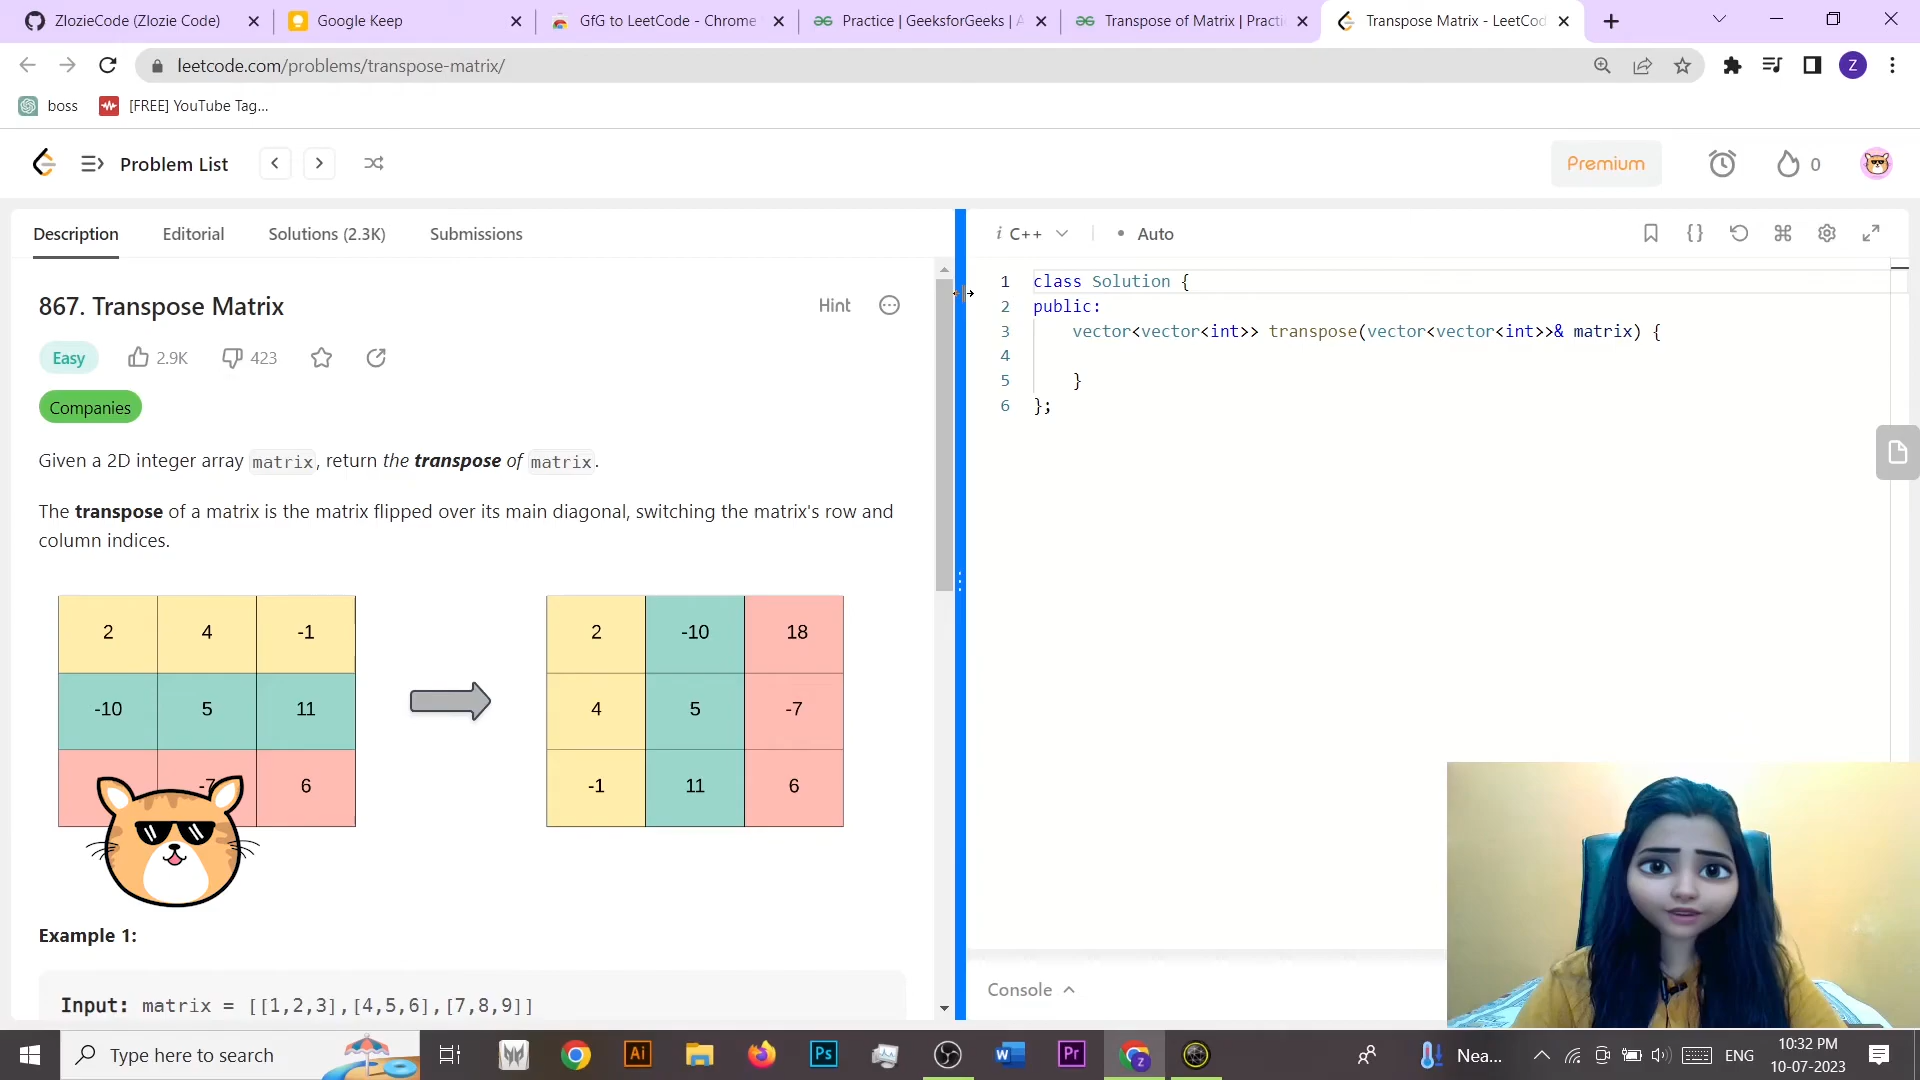 ZlozieCode (Zlozie Code)
Google Keep
GfG to LeetCode - Chrome
Practice | GeeksforGeeks | A
Transpose of Matrix | Practi
Transpose Matrix - LeetCod
leetcode.com/problems/transpose-matrix/
Z
boss
[FREE] YouTube Tag...
Problem List
Premium
0
Description
Editorial
Solutions (2.3K)
Submissions
i C++
• Auto
{}
867. Transpose Matrix
Hint
Easy
2.9K
423
Companies
Given a 2D integer array matrix, return the transpose of matrix.
The transpose of a matrix is the matrix flipped over its main diagonal, switching the matrix's row and
column indices.
2 4 -1
-10 5 11
-7 6
2 -10 18
4 5 -7
-1 11 6
Example 1:
Input: matrix = [[1,2,3],[4,5,6],[7,8,9]]
1 class Solution {
2 public:
3 vector<vector<int>> transpose(vector<vector<int>>& matrix) {
4
5 }
6 };
Console
Type here to search
Ai
Ps
Pr
Z
Nea...
ENG
10:32 PM
10-07-2023